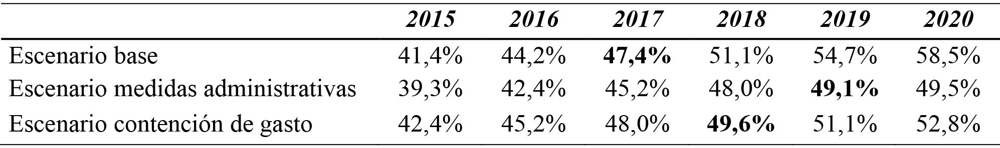 2015 2016 2017 2018 2019 2020
Escenario base 41,4% 44,2% 47,4% 51,1% 54,7% 58,5%
Escenario medidas administrativas 39,3% 42,4% 45,2% 48,0% 49,1% 49,5%
Escenario contención de gasto 42,4% 45,2% 48,0% 49,6% 51,1% 52,8%